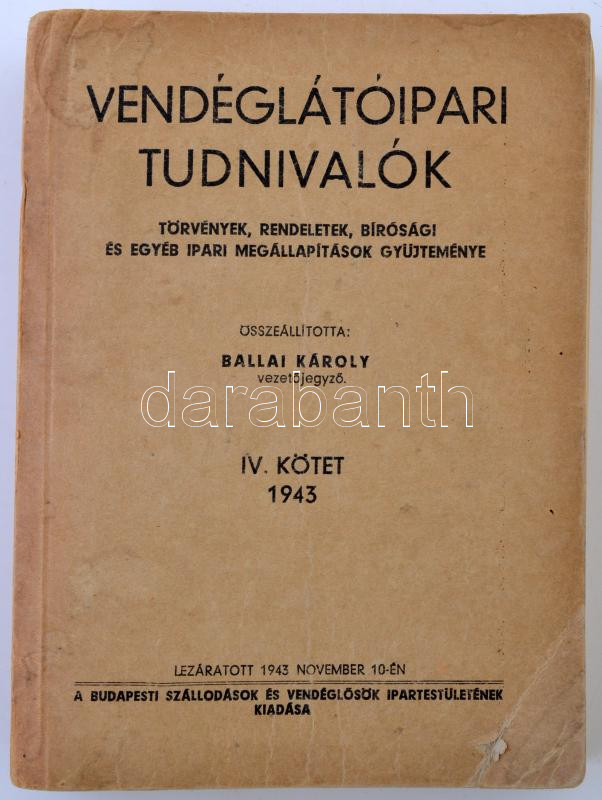 VENDÉGLÁTÓIPARI
TUDNIVALÓK
TÖRVÉNYEK, RENDELETEK, BÍRÓSÁGI
ÉS EGYÉB IPARI MEGÁLLAPÍTÁSOK GYÜJTEMÉNYE
ÖSSZEÁLLÍTOTTA:
BALLAI KÁROLY
vezetőjegyző.
darabanth
IV. KÖTET
1943
LEZÁRATOTT 1943 NOVEMBER 10-ÉN
A BUDAPESTI SZÁLLODÁSOK ÉS VENDÉGLŐSÖK IPARTESTÜLETÉNEK
KIADÁSA